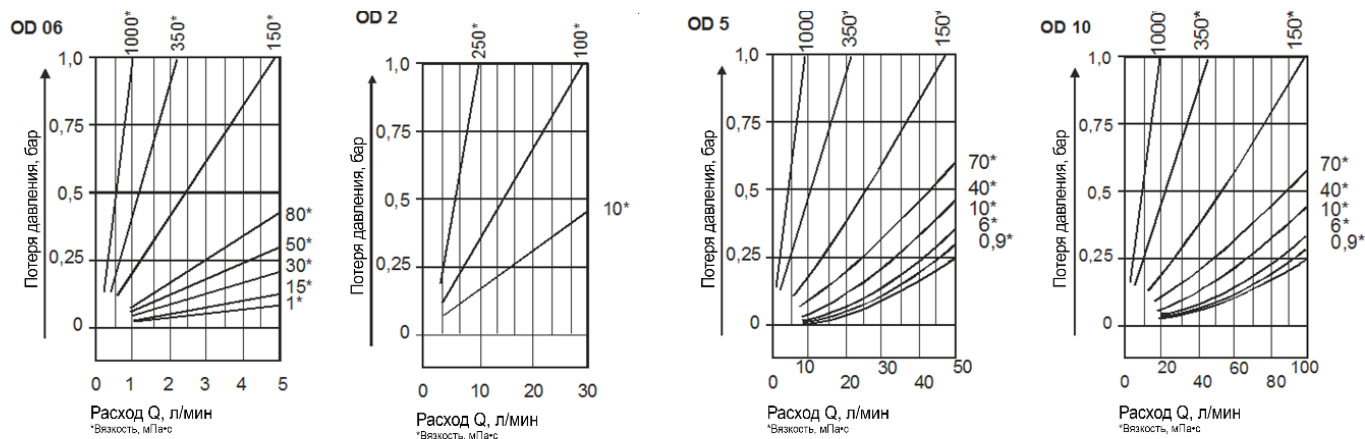 OD 06
1000*
350*
150*
1,0
0,75
0,5
0,25
0
80*
50*
30*
15*
1*
Потеря давления, бар
0 1 2 3 4 5
Расход Q, л/мин
*Вязкость, мПа•с
OD 2
250*
100*
1,0
0,75
0,5
0,25
0
10*
Потеря давления, бар
0 10 20 30
Расход Q, л/мин
*Вязкость, мПа•с
OD 5
1000
350*
150*
1,0
0,75
0,5
0,25
0
70*
40*
10*
6*
0,9*
Потеря давления, бар
0 10 20 30 40 50
Расход Q, л/мин
*Вязкость, мПа•с
OD 10
1000
350*
150*
1,0
0,75
0,5
0,25
0
70*
40*
10*
6*
0,9*
Потеря давления, бар
0 20 40 60 80 100
Расход Q, л/мин
*Вязкость, мПа•с